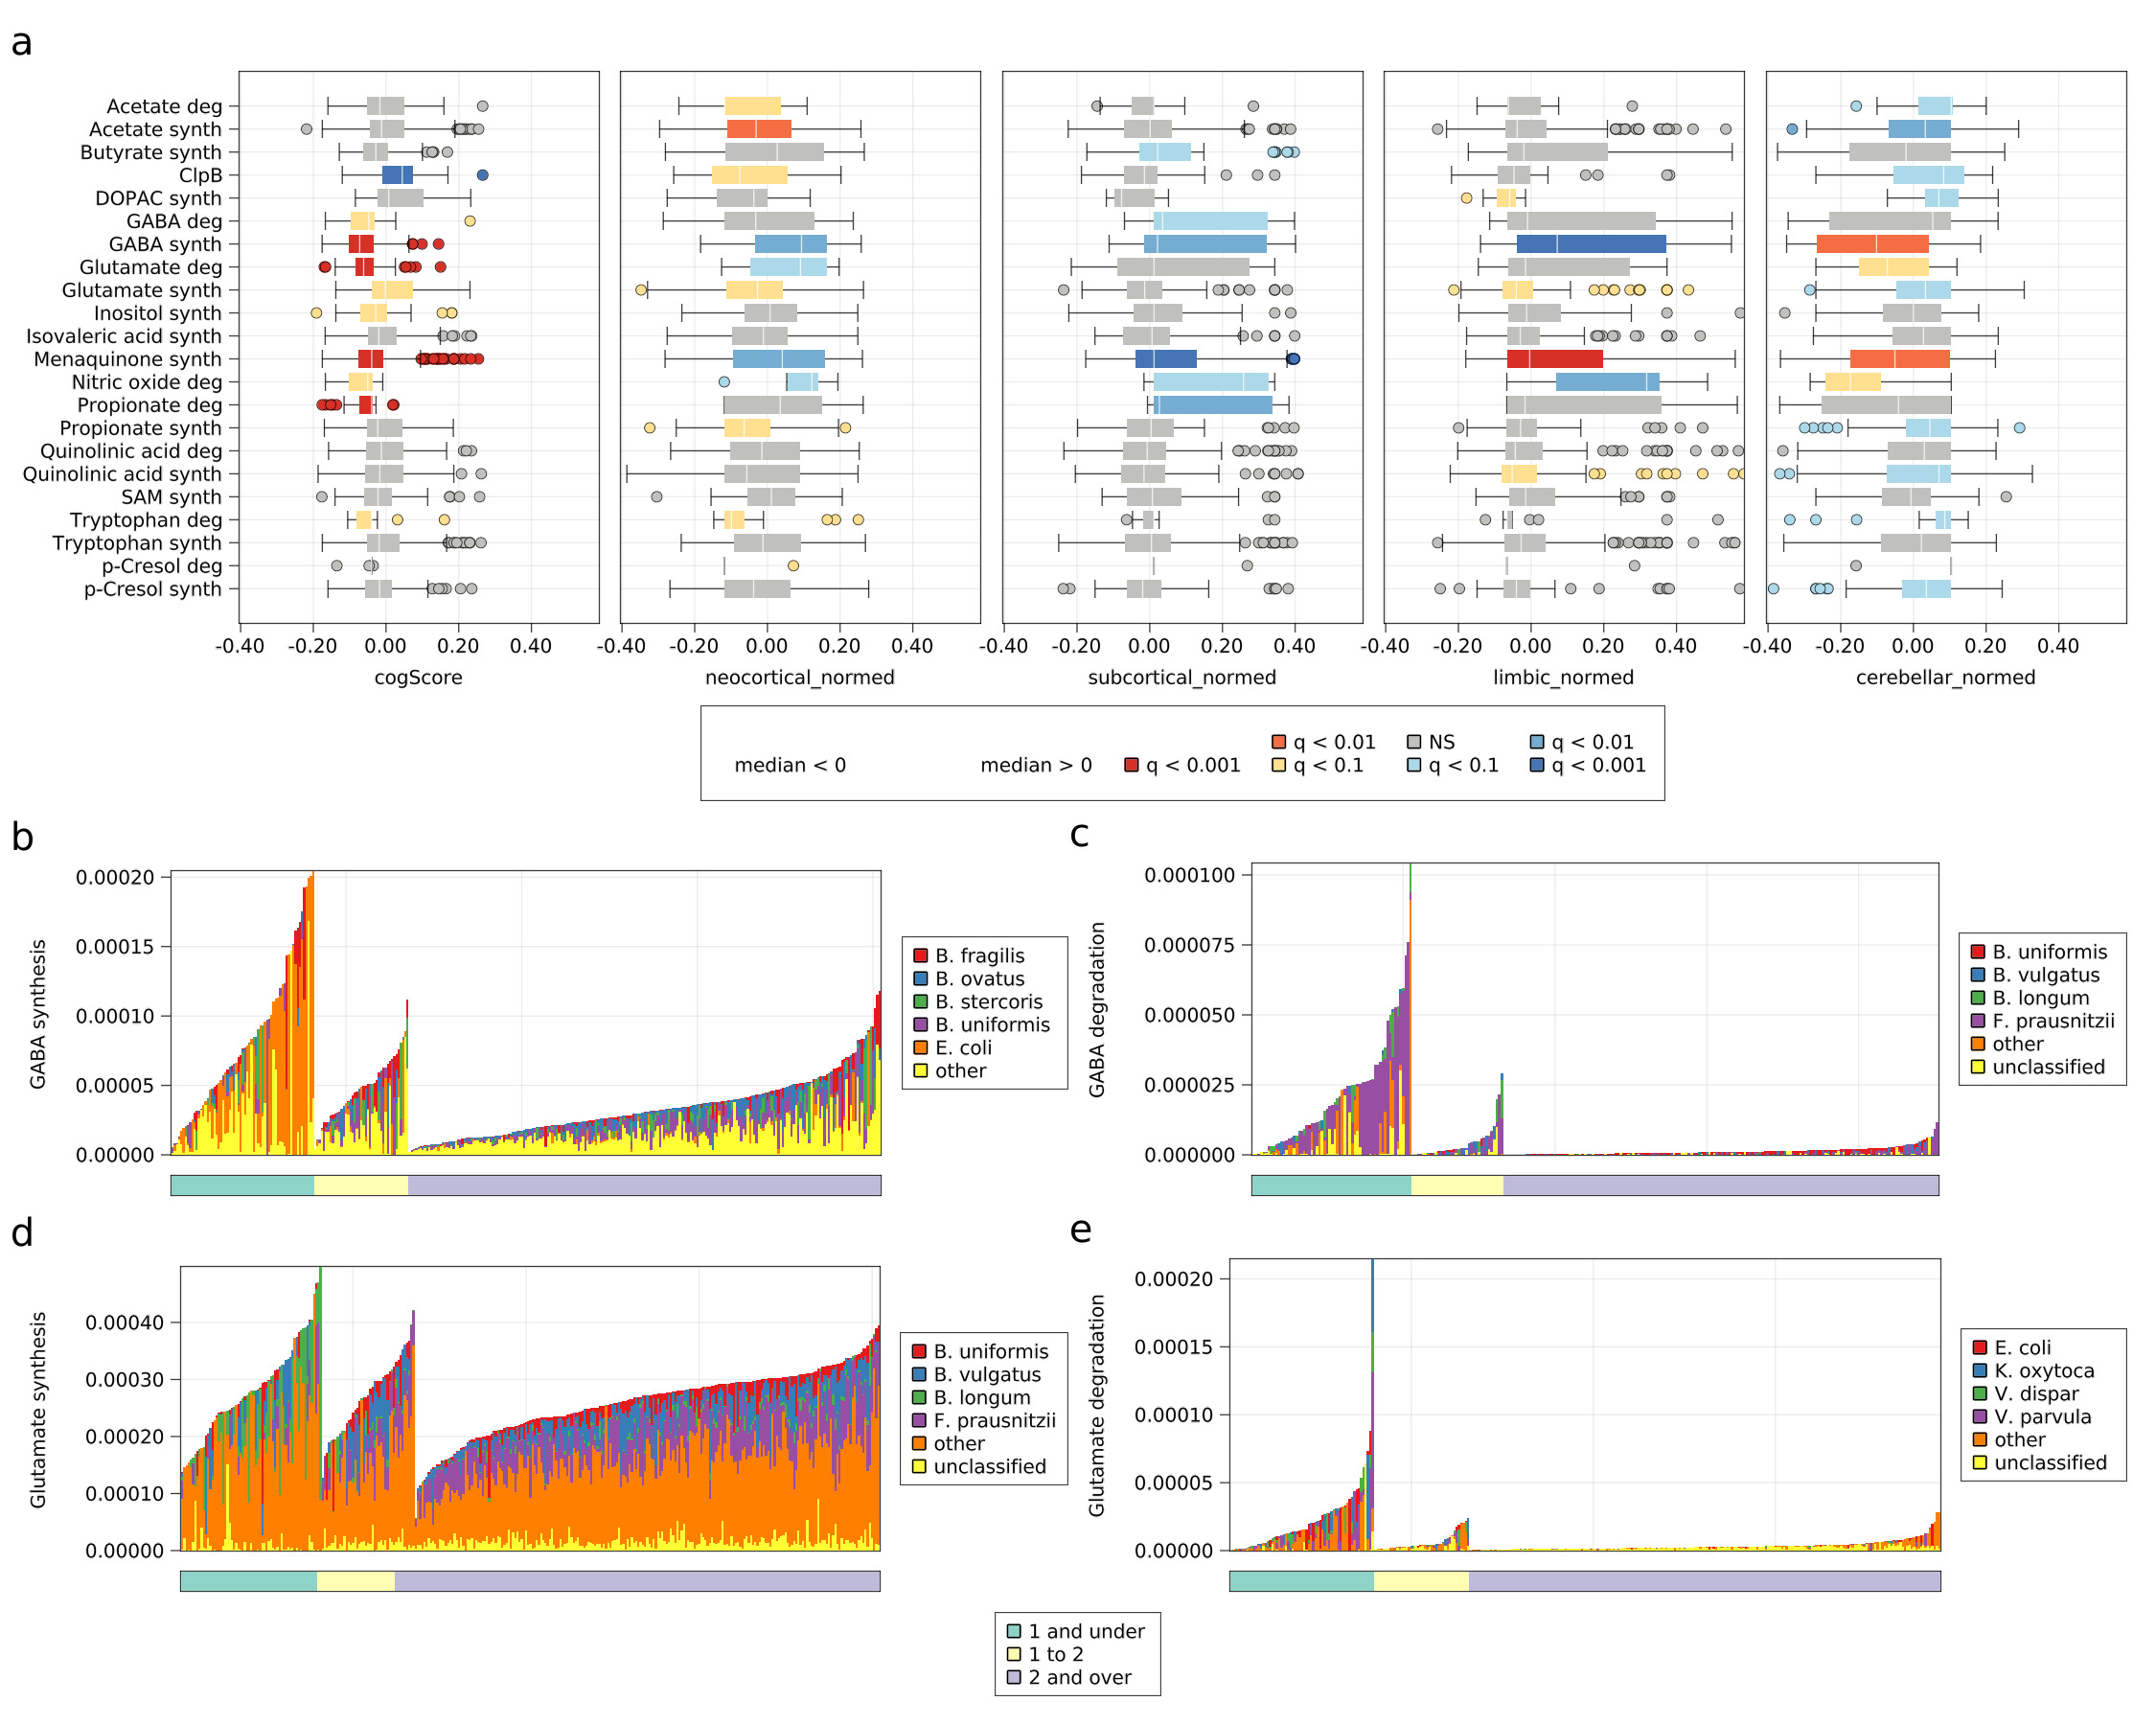 a
Acetate deg
Acetate synth
Butyrate synth
ClpB
DOPAC synth
GABA deg
GABA synth
Glutamate deg
Glutamate synth
Inositol synth
Isovaleric acid synth
Menaquinone synth
Nitric oxide deg
Propionate deg
Propionate synth
Quinolinic acid deg
Quinolinic acid synth
SAM synth
Tryptophan deg
Tryptophan synth
p-Cresol deg
p-Cresol synth
-0.40 -0.20 0.00 0.20 0.40
cogScore
-0.40 -0.20 0.00 0.20 0.40
neocortical_normed
-0.40 -0.20 0.00 0.20 0.40
subcortical_normed
-0.40 -0.20 0.00 0.20 0.40
limbic_normed
-0.40 -0.20 0.00 0.20 0.40
cerebellar_normed
q < 0.01 NS q < 0.01
median < 0 median > 0 q < 0.001 q < 0.1 q < 0.1 q < 0.001
b
GABA synthesis
0.00020
0.00015
0.00010
0.00005
0.00000
B. fragilis
B. ovatus
B. stercoris
B. uniformis
E. coli
other
c
GABA degradation
0.000100
0.000075
0.000050
0.000025
0.000000
B. uniformis
B. vulgatus
B. longum
F. prausnitzii
other
unclassified
d
Glutamate synthesis
0.00040
0.00030
0.00020
0.00010
0.00000
B. uniformis
B. vulgatus
B. longum
F. prausnitzii
other
unclassified
e
Glutamate degradation
0.00020
0.00015
0.00010
0.00005
0.00000
E. coli
K. oxytoca
V. dispar
V. parvula
other
unclassified
1 and under
1 to 2
2 and over